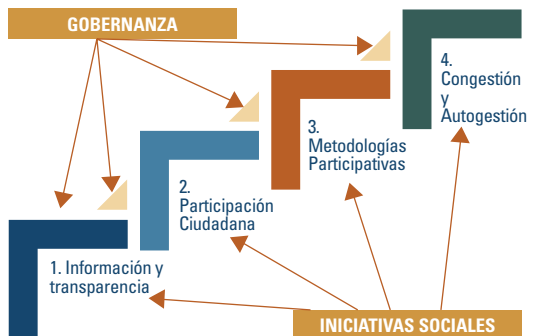 GOBERNANZA
4.
Congestión
y
Autogestión
3.
Metodologías
Participativas
2.
Participación
Ciudadana
1. Información y
transparencia
INICIATIVAS SOCIALES